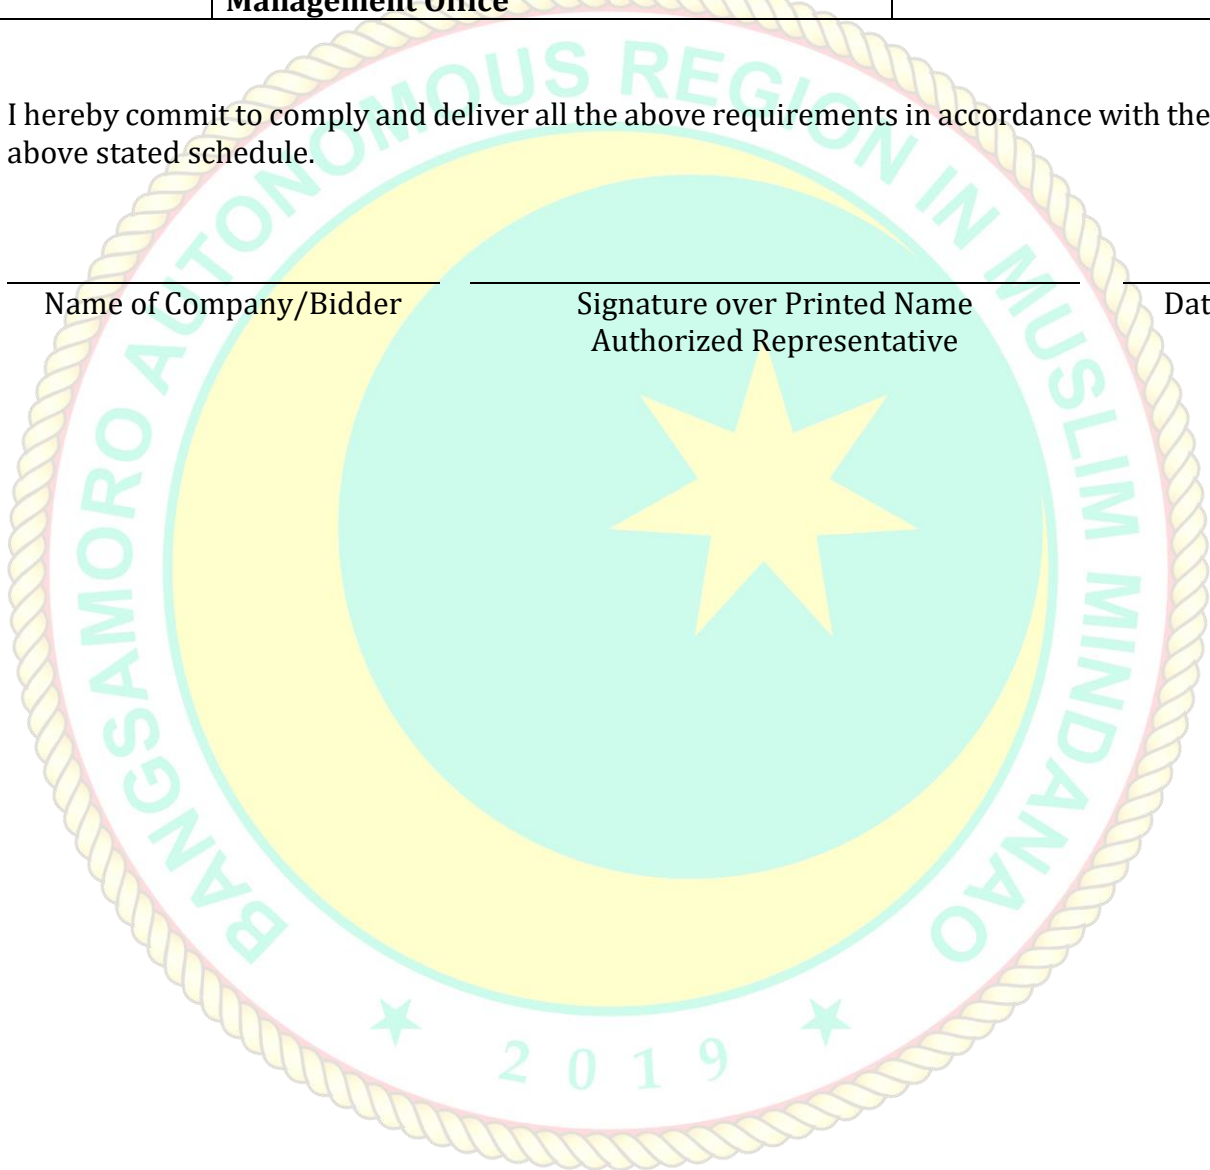 Management Office
I hereby commit to comply and deliver all the above requirements in accordance with the
above stated schedule.
Name of Company/Bidder Signature over Printed Name Dat
Authorized Representative
BANGSAMORO AUTONOMOUS REGION IN MUSLIM MINDANAO
2019